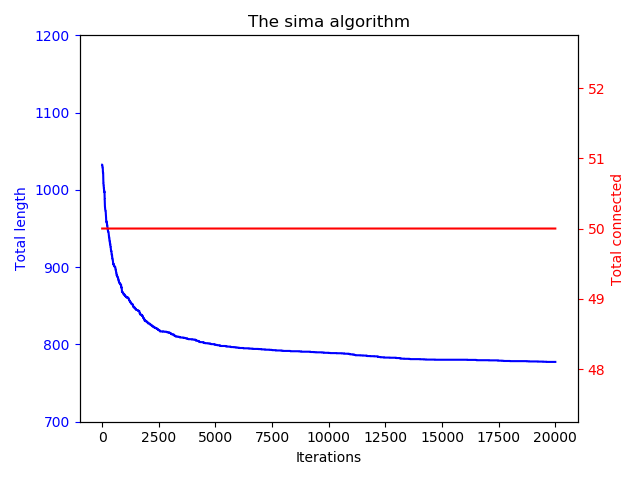 The sima algorithm
1200
1100
1000
900
800
700
Total length
52
51
50
49
48
Total connected
0 2500 5000 7500 10000 12500 15000 17500 20000
Iterations